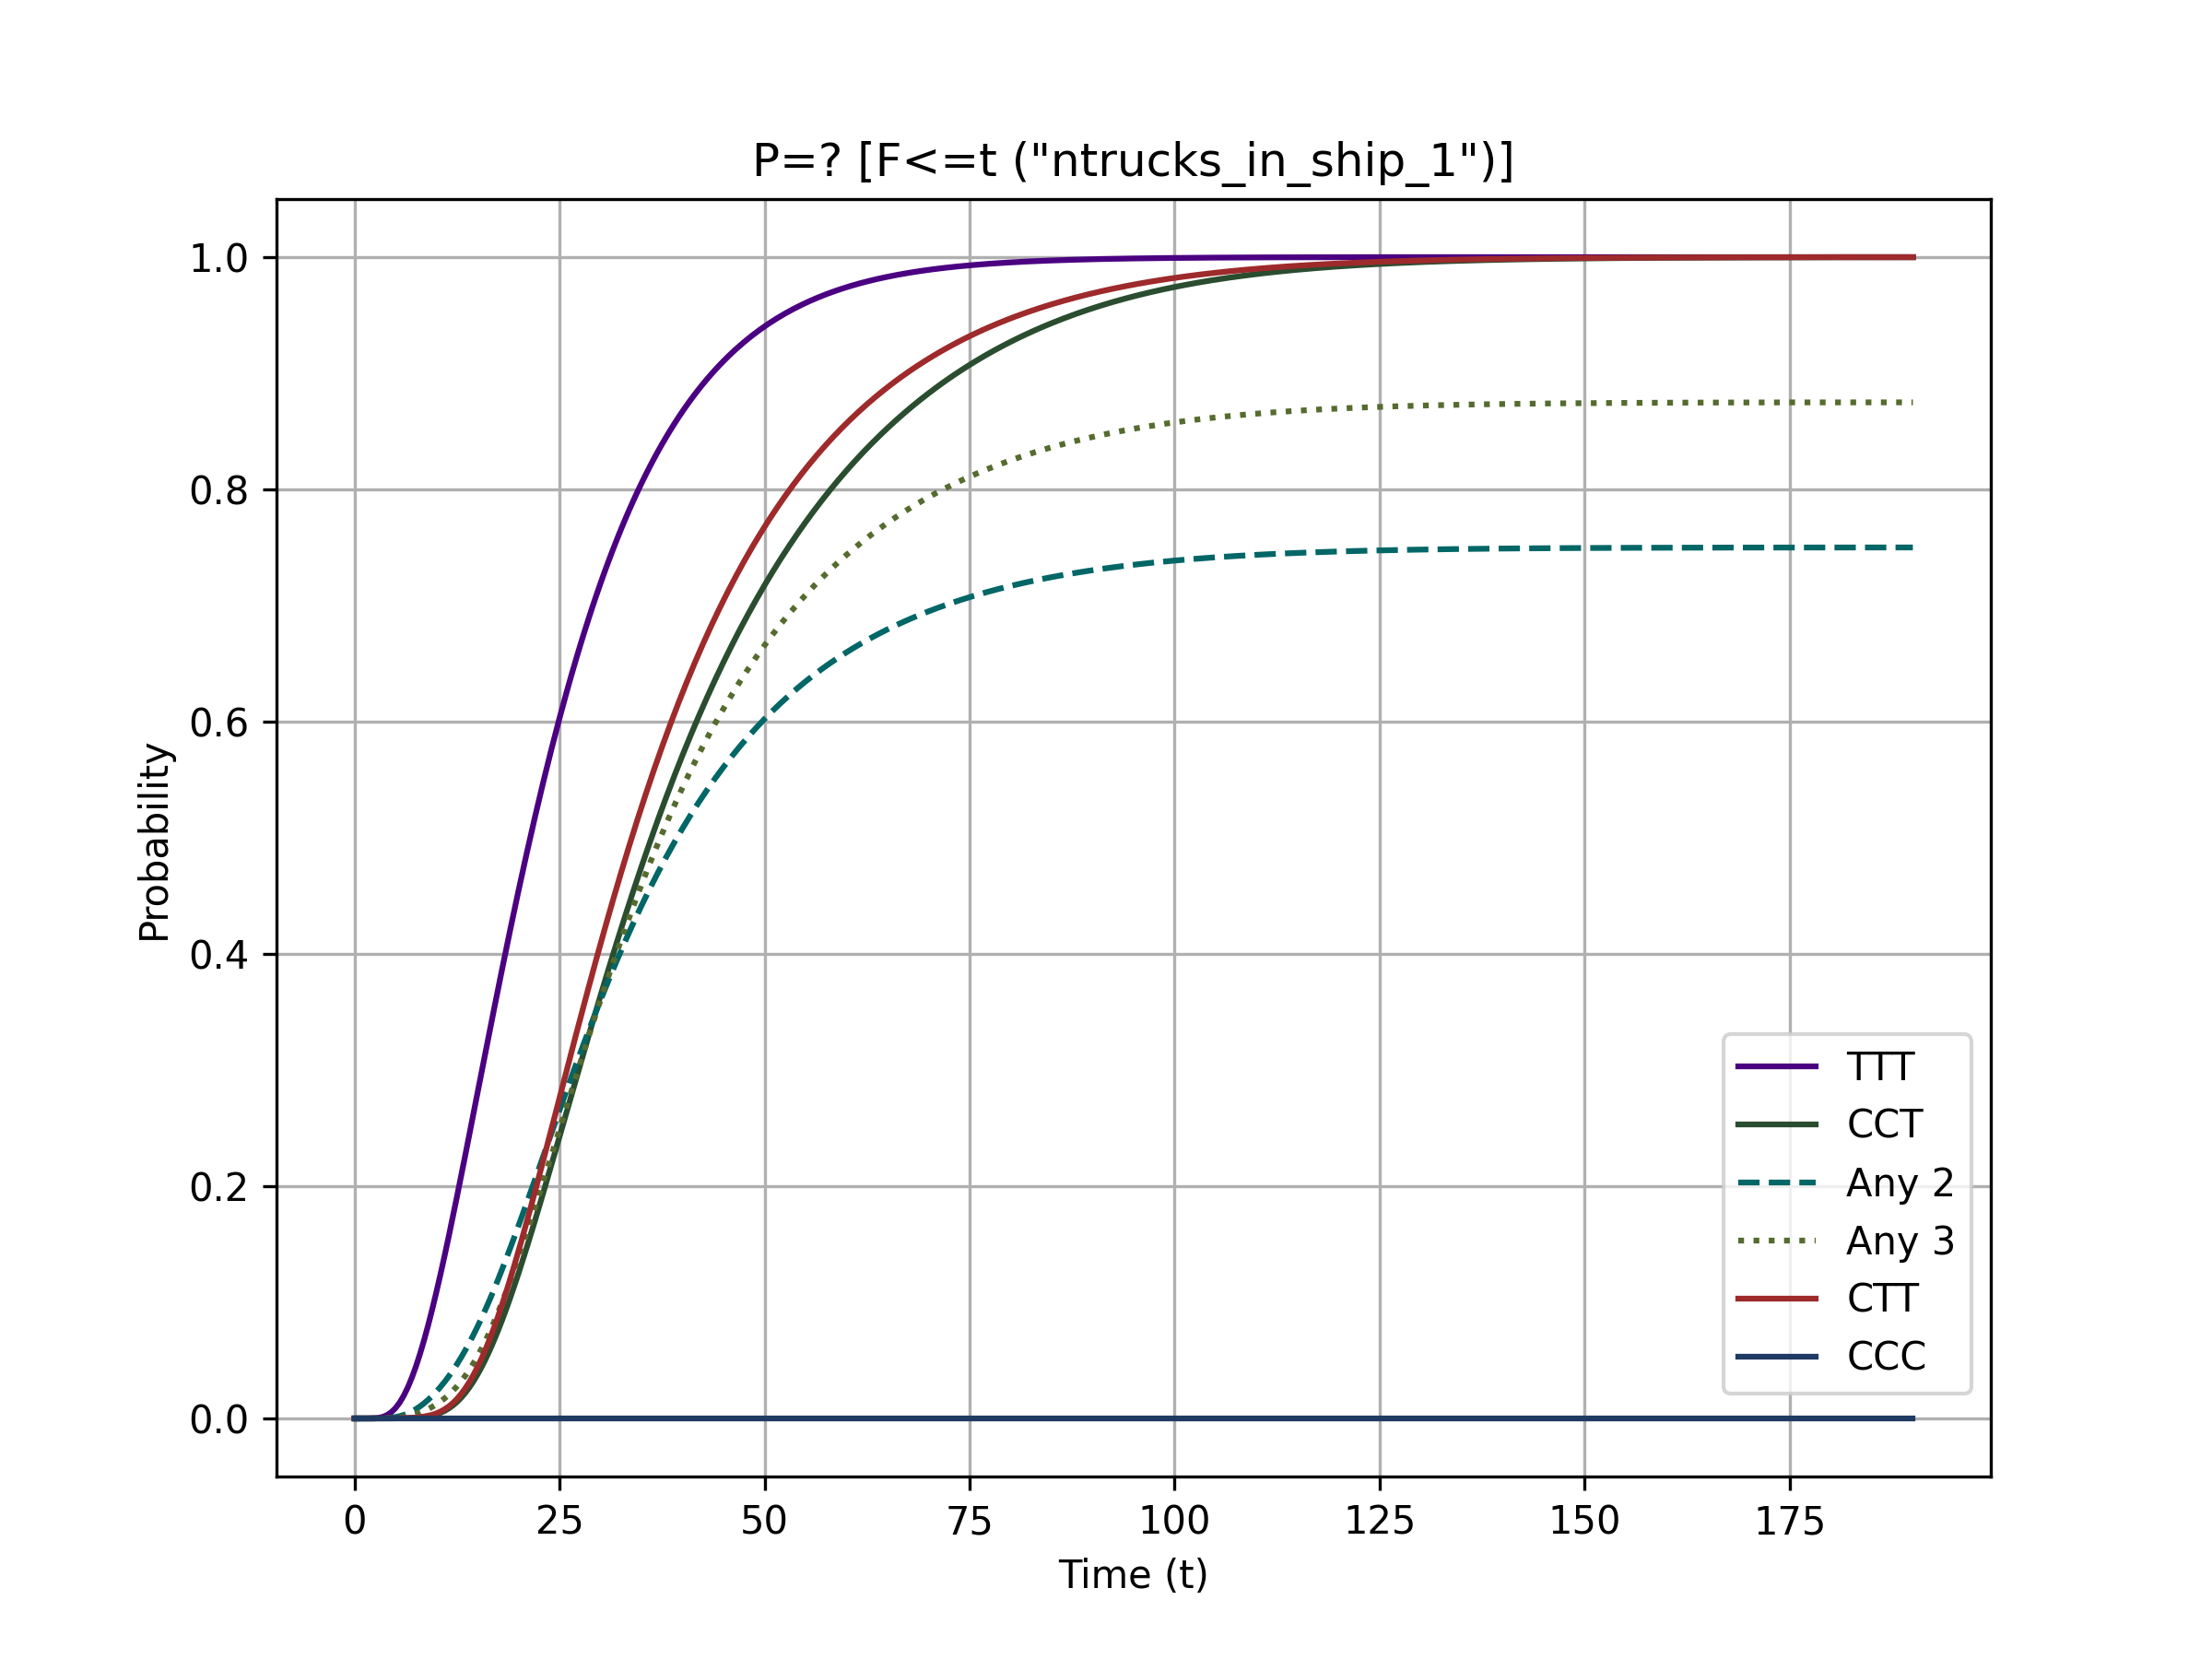 P=? [F<=t ("ntrucks_in_ship_1")]
1.0
0.8
0.6
0.4
0.2
0.0
Probability
0 25 50 75 100 125 150 175
Time (t)
TTT
CCT
Any 2
Any 3
CTT
CCC